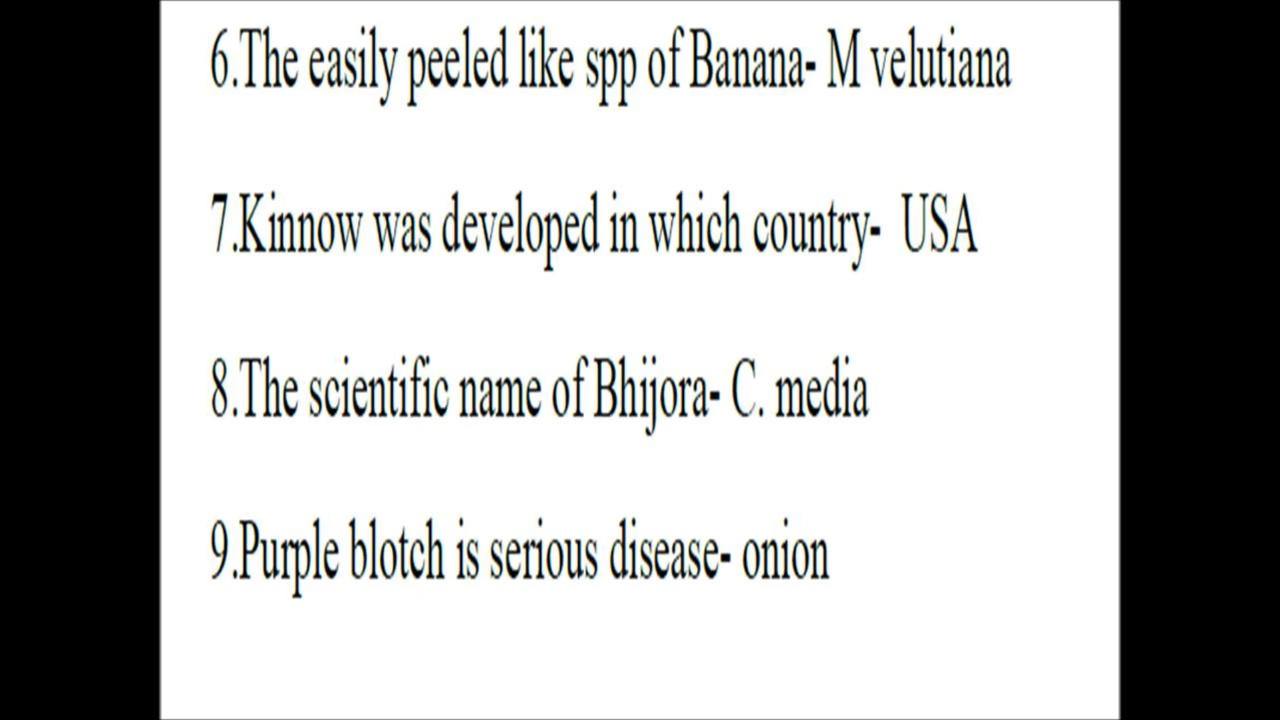 6.The easily peeled like spp of Banana- M velutiana
7.Kinnow was developed in which country- USA
8.The scientific name of Bhijora- C. media
9.Purple blotch is serious disease- onion